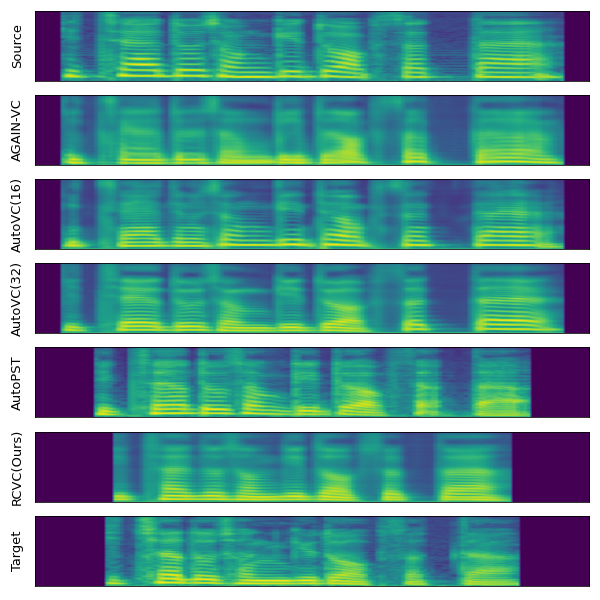 Source
AGAIN-VC
AutoVC(16)
AutoVC(32)
AutoPST
RCVC(Ours)
Target